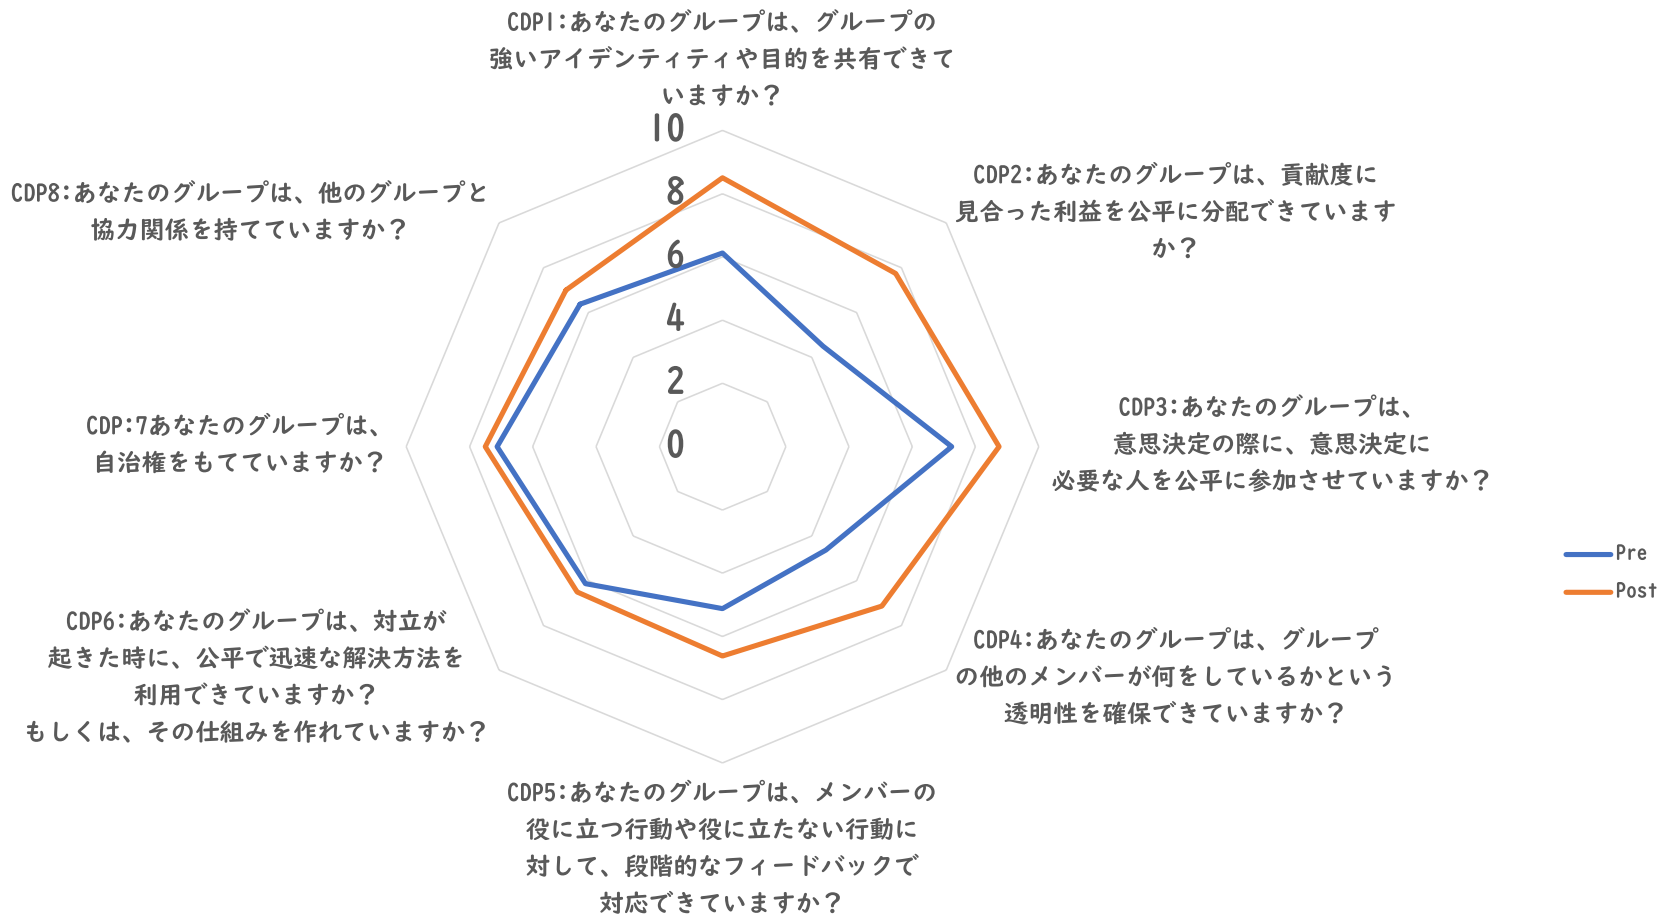 CDP1:あなたのグループは、グループの
強いアイデンティティや目的を共有できて
いますか？
10
8
6
4
2
0
CDP2:あなたのグループは、貢献度に
見合った利益を公平に分配できています
か？
CDP3:あなたのグループは、
意思決定の際に、意思決定に
必要な人を公平に参加させていますか？
CDP4:あなたのグループは、グループ
の他のメンバーが何をしているかという
透明性を確保できていますか？
CDP5:あなたのグループは、メンバーの
役に立つ行動や役に立たない行動に
対して、段階的なフィードバックで
対応できていますか？
CDP6:あなたのグループは、対立が
起きた時に、公平で迅速な解決方法を
利用できていますか？
もしくは、その仕組みを作れていますか？
CDP:7あなたのグループは、
自治権をもてていますか？
CDP8:あなたのグループは、他のグループと
協力関係を持てていますか？
Pre
Post